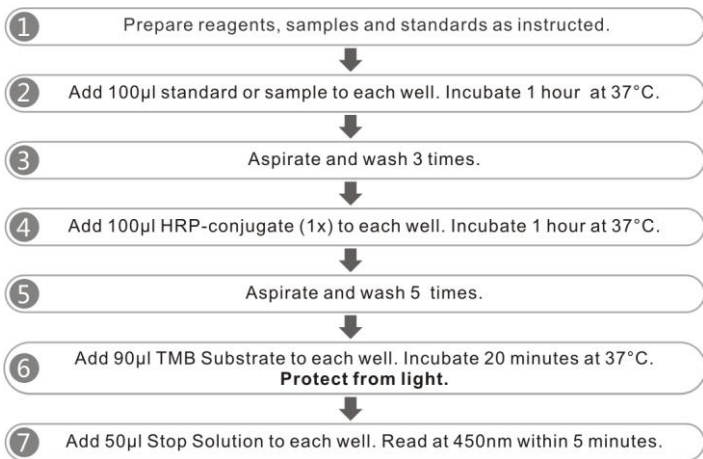 1 Prepare reagents, samples and standards as instructed.
2 Add 100μl standard or sample to each well. Incubate 1 hour at 37°C.
3 Aspirate and wash 3 times.
4 Add 100μl HRP-conjugate (1x) to each well. Incubate 1 hour at 37°C.
5 Aspirate and wash 5 times.
6 Add 90μl TMB Substrate to each well. Incubate 20 minutes at 37°C.
Protect from light.
7 Add 50μl Stop Solution to each well. Read at 450nm within 5 minutes.